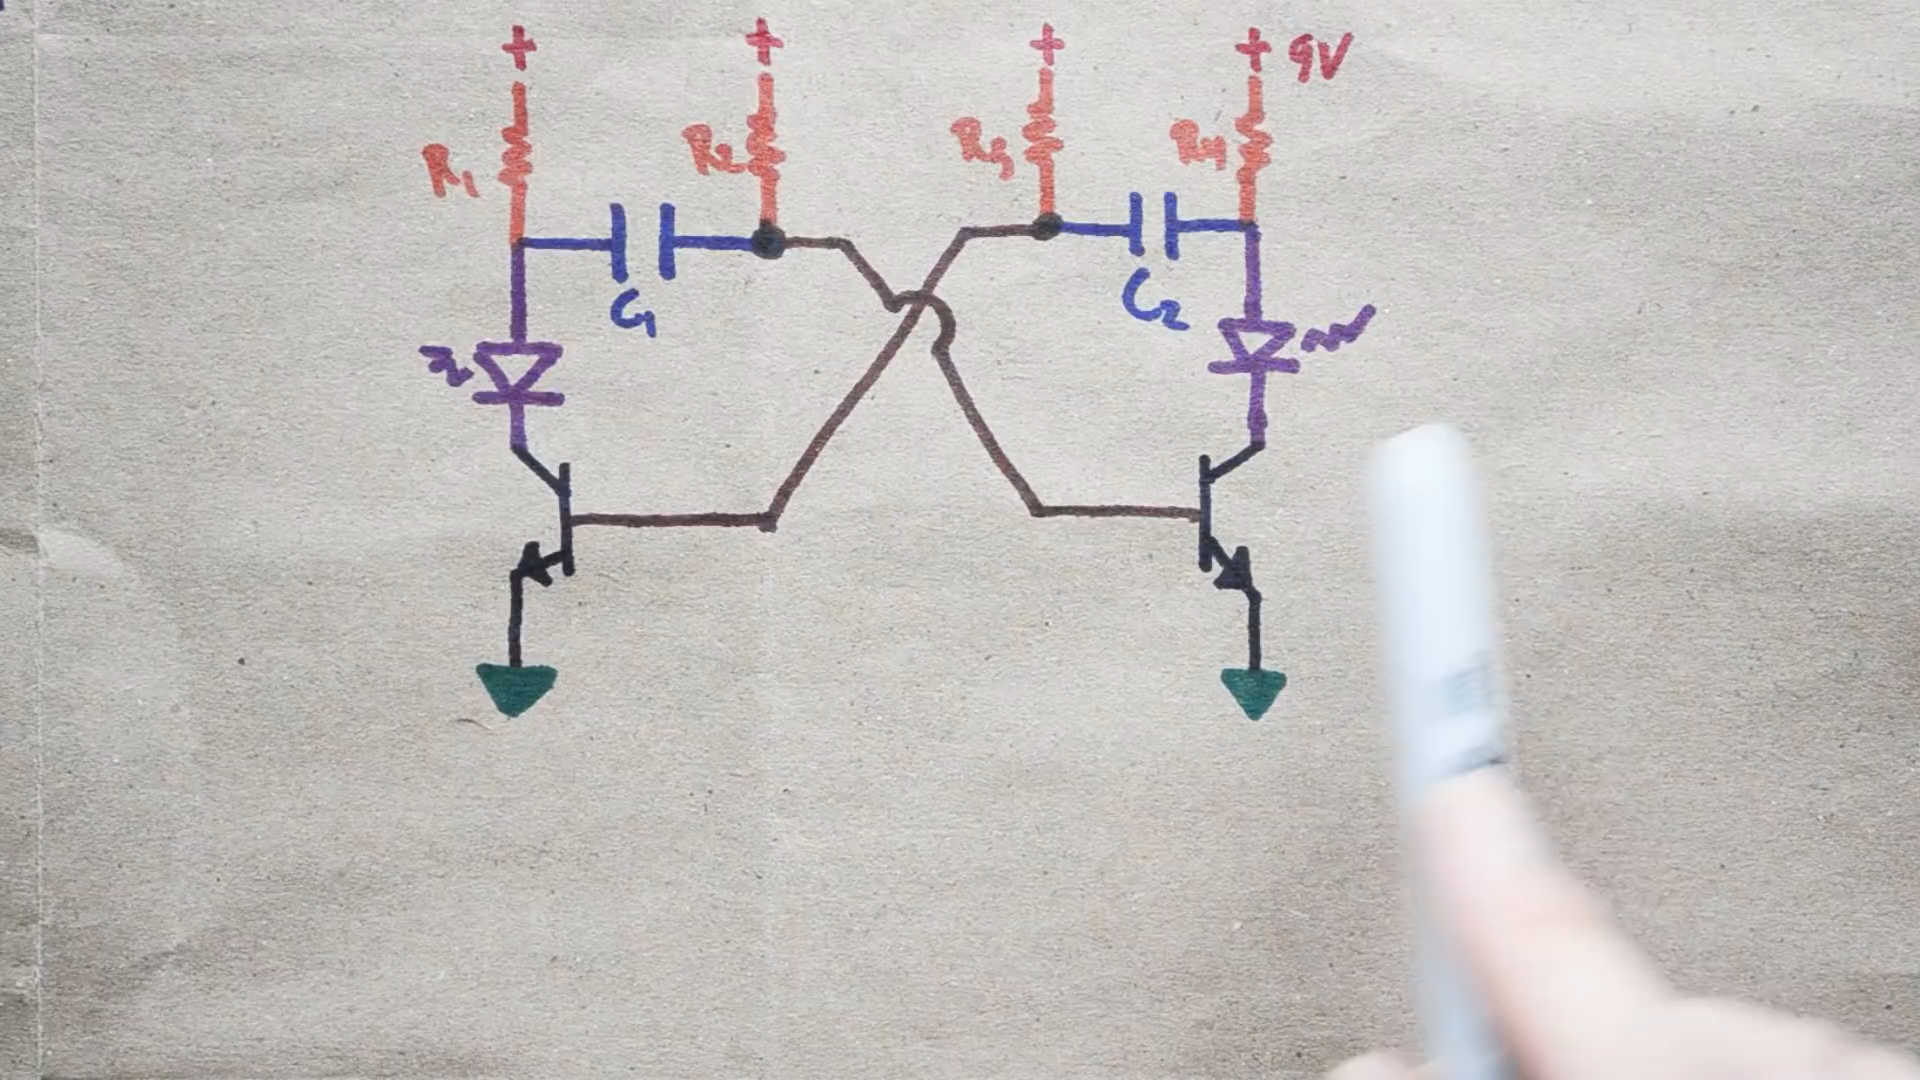 + + + + 9V
R1 R2 R3 R4
C1 C2